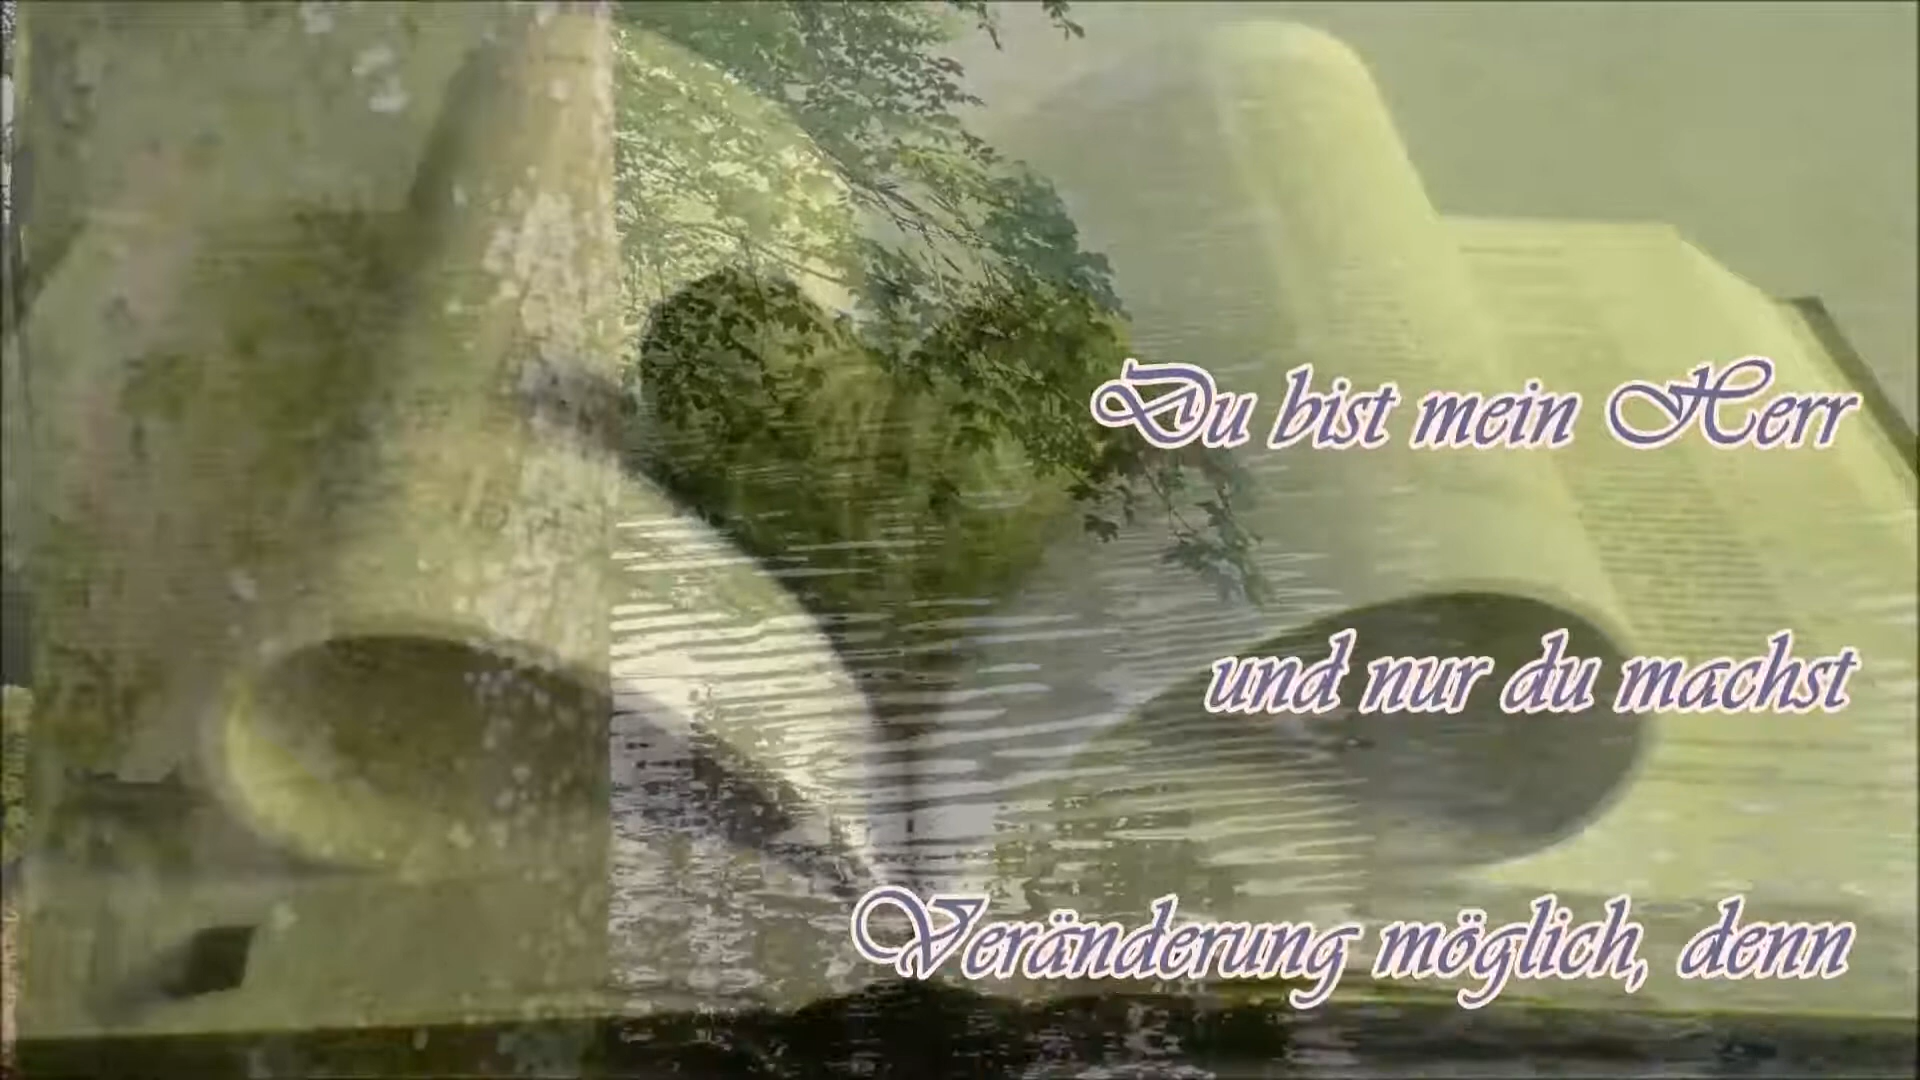 Du bist mein Herr
und nur du machst
Veränderung möglich, denn